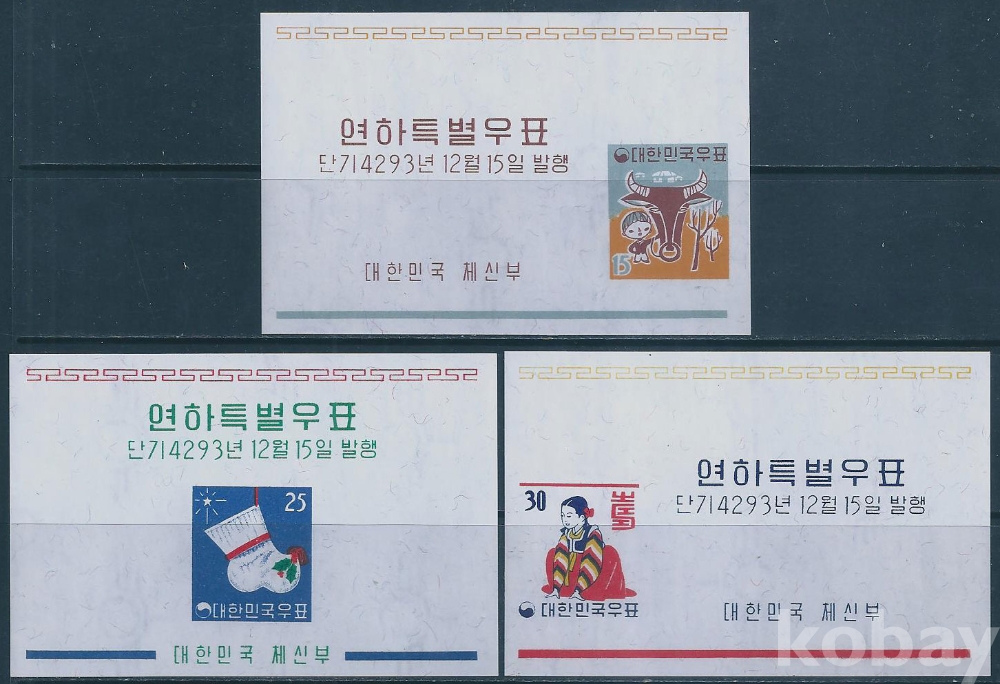 연하특별우표
단기4293년 12월 15일 발행
대한민국우표
15
대한민국 체신부
연하특별우표
단기4293년 12월 15일 발행
25
대한민국우표
대한민국 체신부
연하특별우표
단기4293년 12월 15일 발행
30
대한민국우표
대한민국 체신부
kobay